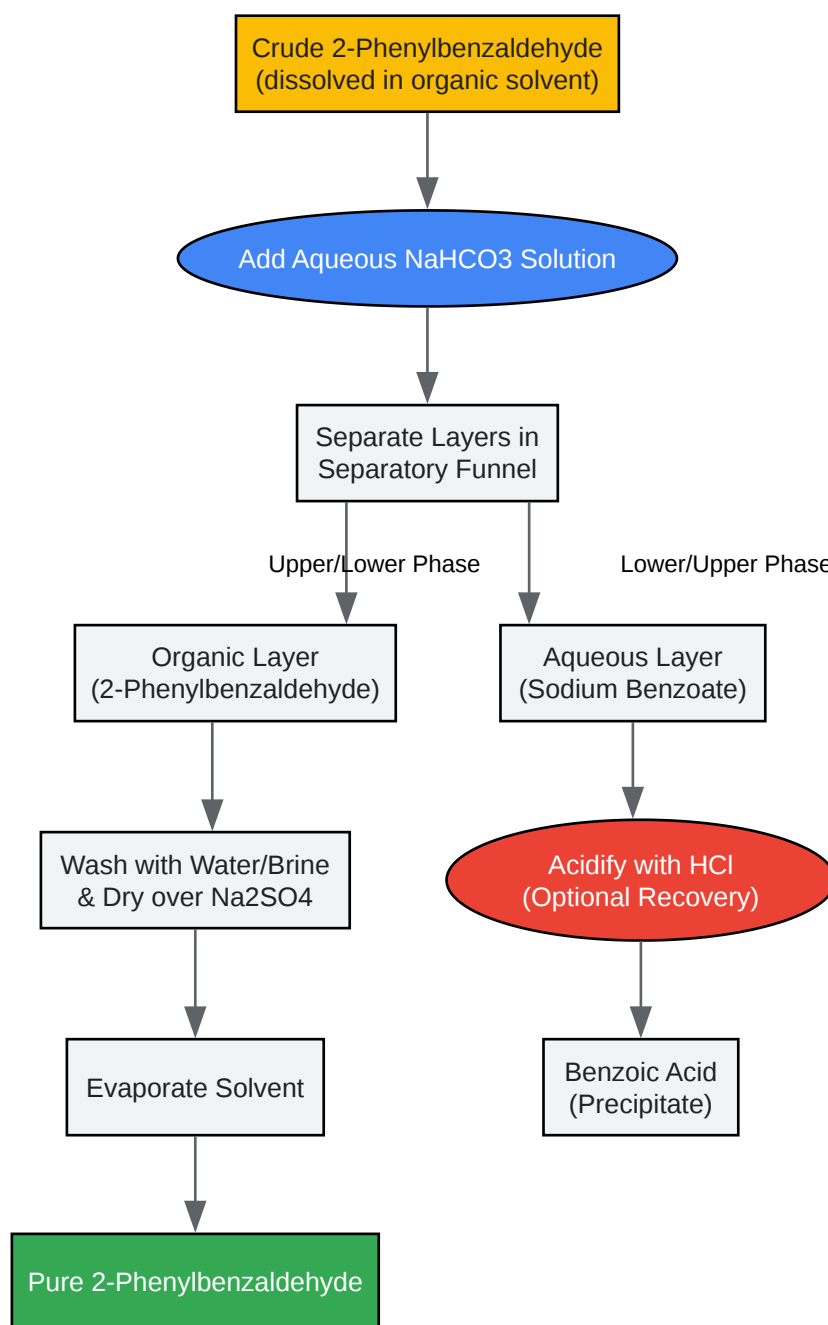 Crude 2-Phenylbenzaldehyde
(dissolved in organic solvent)
Add Aqueous NaHCO3 Solution
Separate Layers in
Separatory Funnel
Upper/Lower Phase
Lower/Upper Phase
Organic Layer
(2-Phenylbenzaldehyde)
Aqueous Layer
(Sodium Benzoate)
Wash with Water/Brine
& Dry over Na2SO4
Acidify with HCl
(Optional Recovery)
Evaporate Solvent
Benzoic Acid
(Precipitate)
Pure 2-Phenylbenzaldehyde